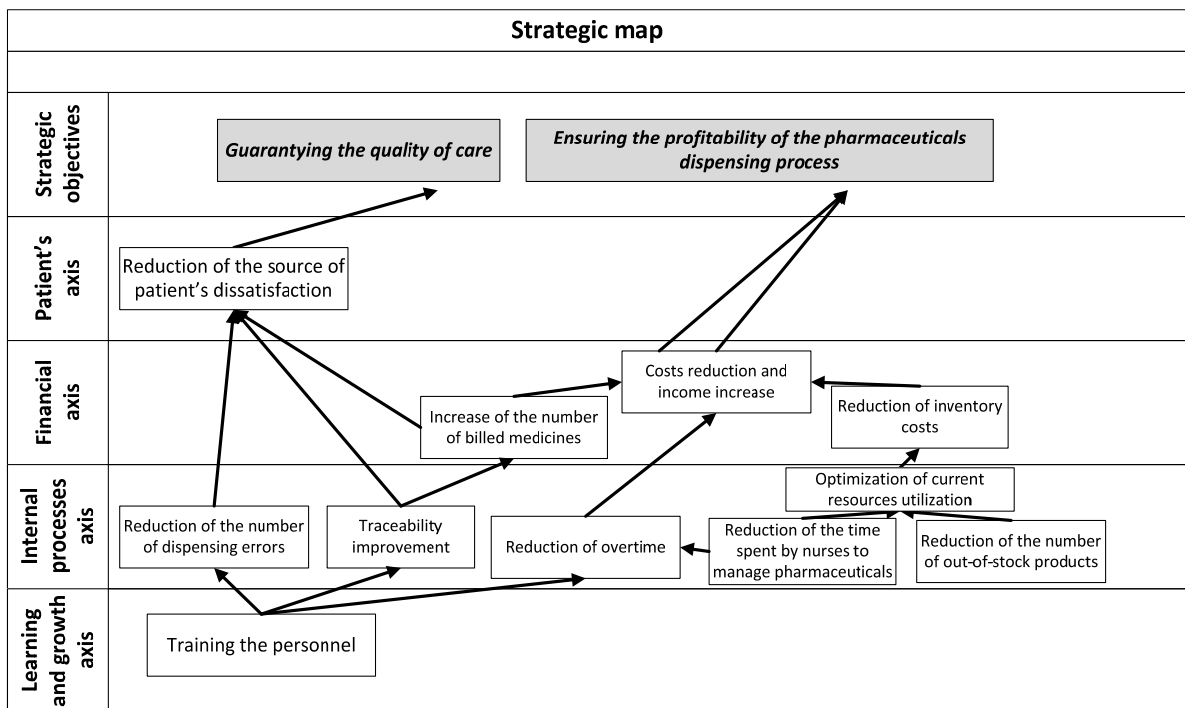 Strategic map
Strategic
objectives
Guarantying the quality of care
Ensuring the profitability of the pharmaceuticals
dispensing process
Patient’s
axis
Reduction of the source of
patient’s dissatisfaction
Financial
axis
Costs reduction and
income increase
Increase of the number
of billed medicines
Reduction of inventory
costs
Internal
processes
axis
Optimization of current
resources utilization
Reduction of the number
of dispensing errors
Traceability
improvement
Reduction of overtime
Reduction of the time
spent by nurses to
manage pharmaceuticals
Reduction of the number
of out-of-stock products
Learning
and growth
axis
Training the personnel